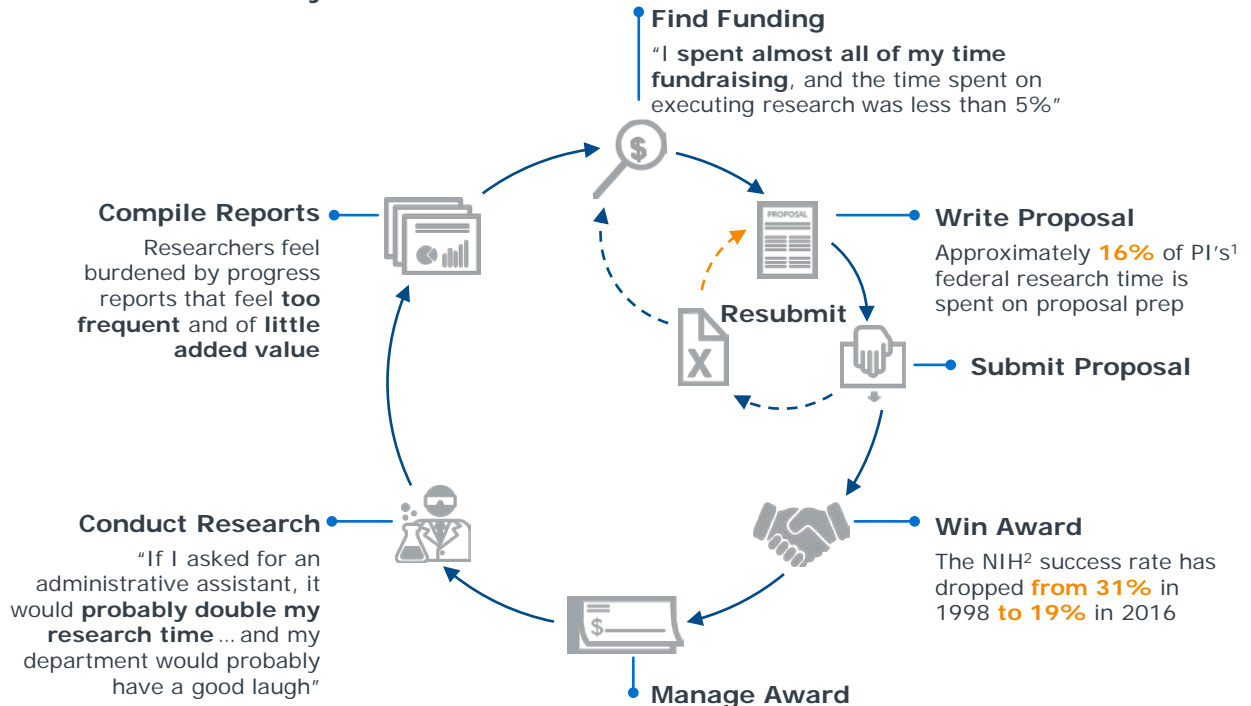 Find Funding
“I spent almost all of my time
fundraising, and the time spent on
executing research was less than 5%”
$
PROPOSAL
Write Proposal
Approximately 16% of PI’s¹
federal research time is
spent on proposal prep
Compile Reports
Researchers feel
burdened by progress
reports that feel too
frequent and of little
added value
Resubmit
X
Submit Proposal
Win Award
The NIH² success rate has
dropped from 31% in
1998 to 19% in 2016
Conduct Research
“If I asked for an
administrative assistant, it
would probably double my
research time ... and my
department would probably
have a good laugh”
$
Manage Award